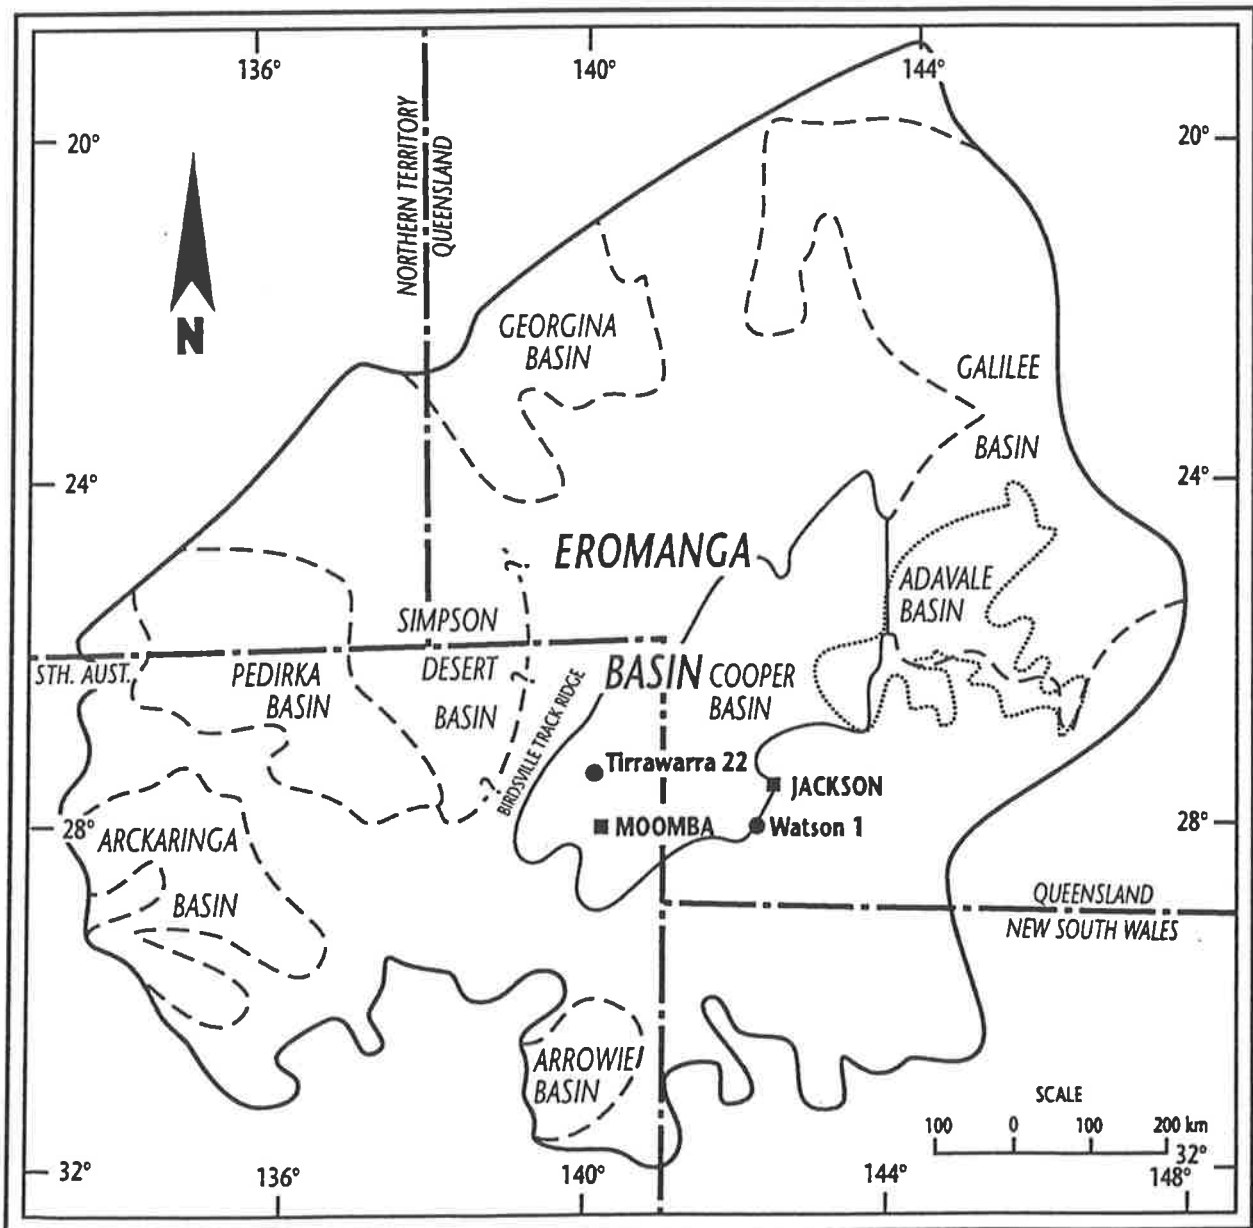 136°
140°
144°
20°
20°
NORTHERN TERRITORY
QUEENSLAND
N
GEORGINA
BASIN
GALILEE
BASIN
24°
24°
EROMANGA
BASIN
ADAVALE
BASIN
SIMPSON
DESERT
BASIN
?
?
?
STH. AUST.
PEDIRKA
BASIN
COOPER
BASIN
BIRDSVILLE TRACK RIDGE
Tirrawarra 22
JACKSON
MOOMBA
Watson 1
28°
28°
ARCKARINGA
BASIN
QUEENSLAND
NEW SOUTH WALES
ARROWIE
BASIN
SCALE
100 0 100 200 km
32°
32°
136°
140°
144°
148°